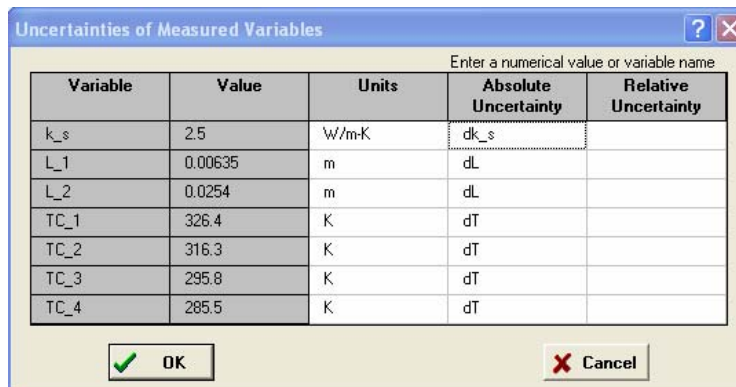 Uncertainties of Measured Variables
Enter a numerical value or variable name
Variable Value Units Absolute Uncertainty Relative Uncertainty
k_s 2.5 W/m-K dk_s
L_1 0.00635 m dL
L_2 0.0254 m dL
TC_1 326.4 K dT
TC_2 316.3 K dT
TC_3 295.8 K dT
TC_4 285.5 K dT
OK Cancel